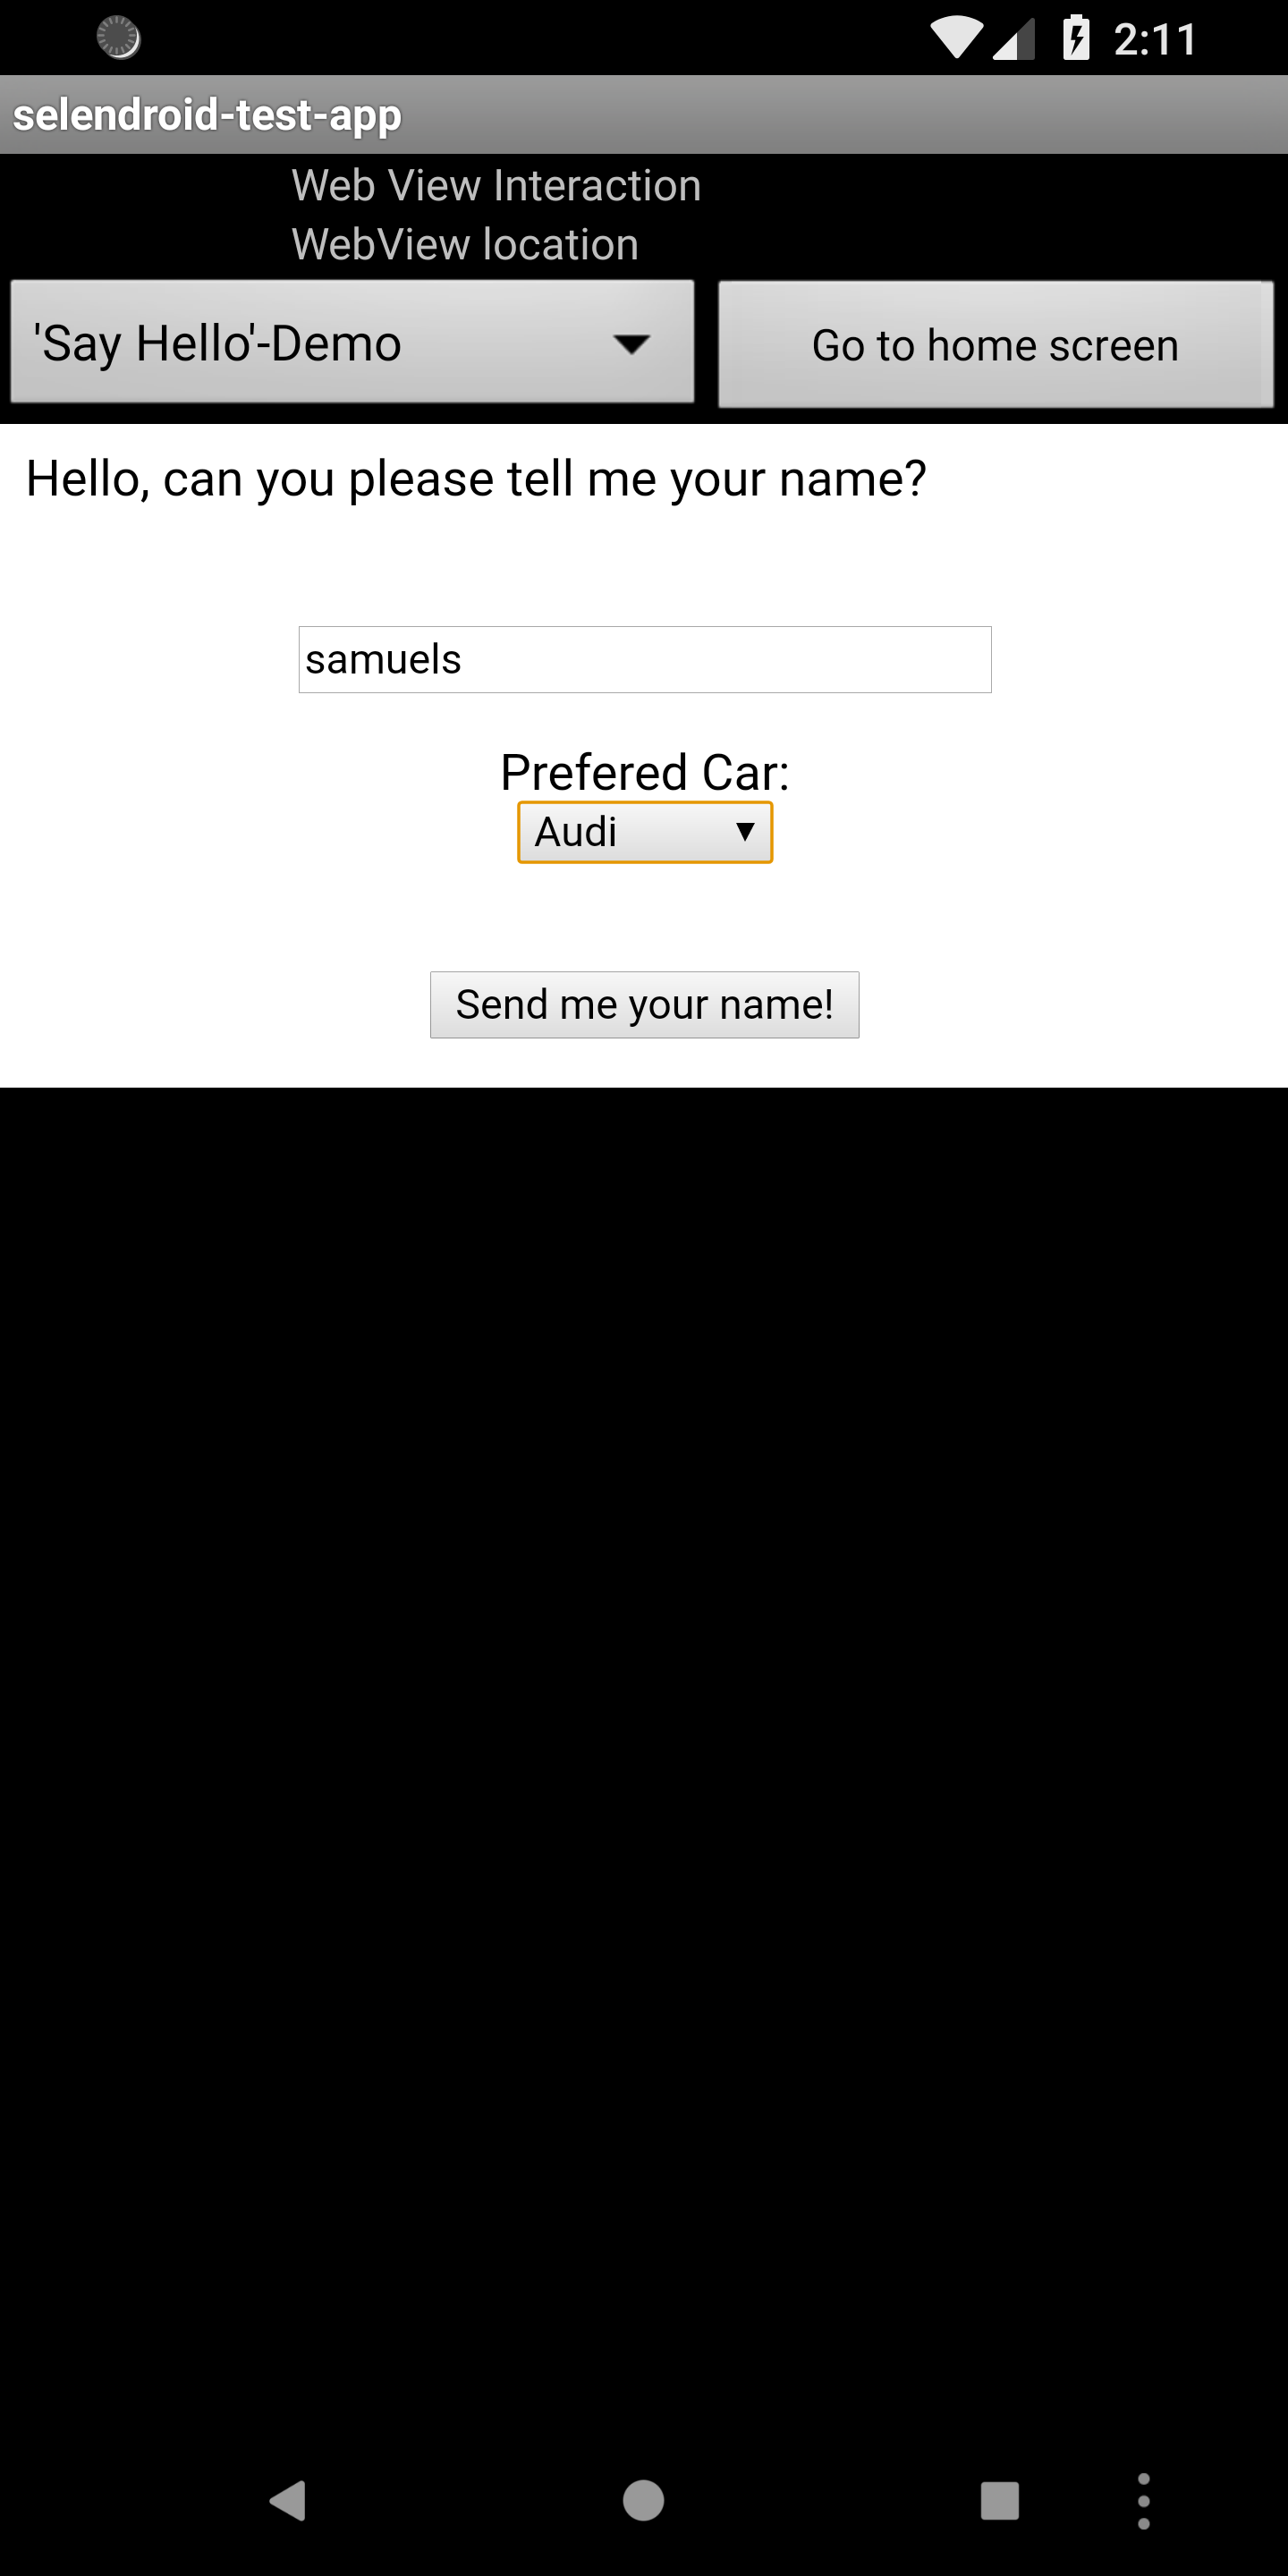 2:11
selendroid-test-app
Web View Interaction
WebView location
'Say Hello'-Demo
Go to home screen
Hello, can you please tell me your name?
samuels
Prefered Car:
Audi
Send me your name!